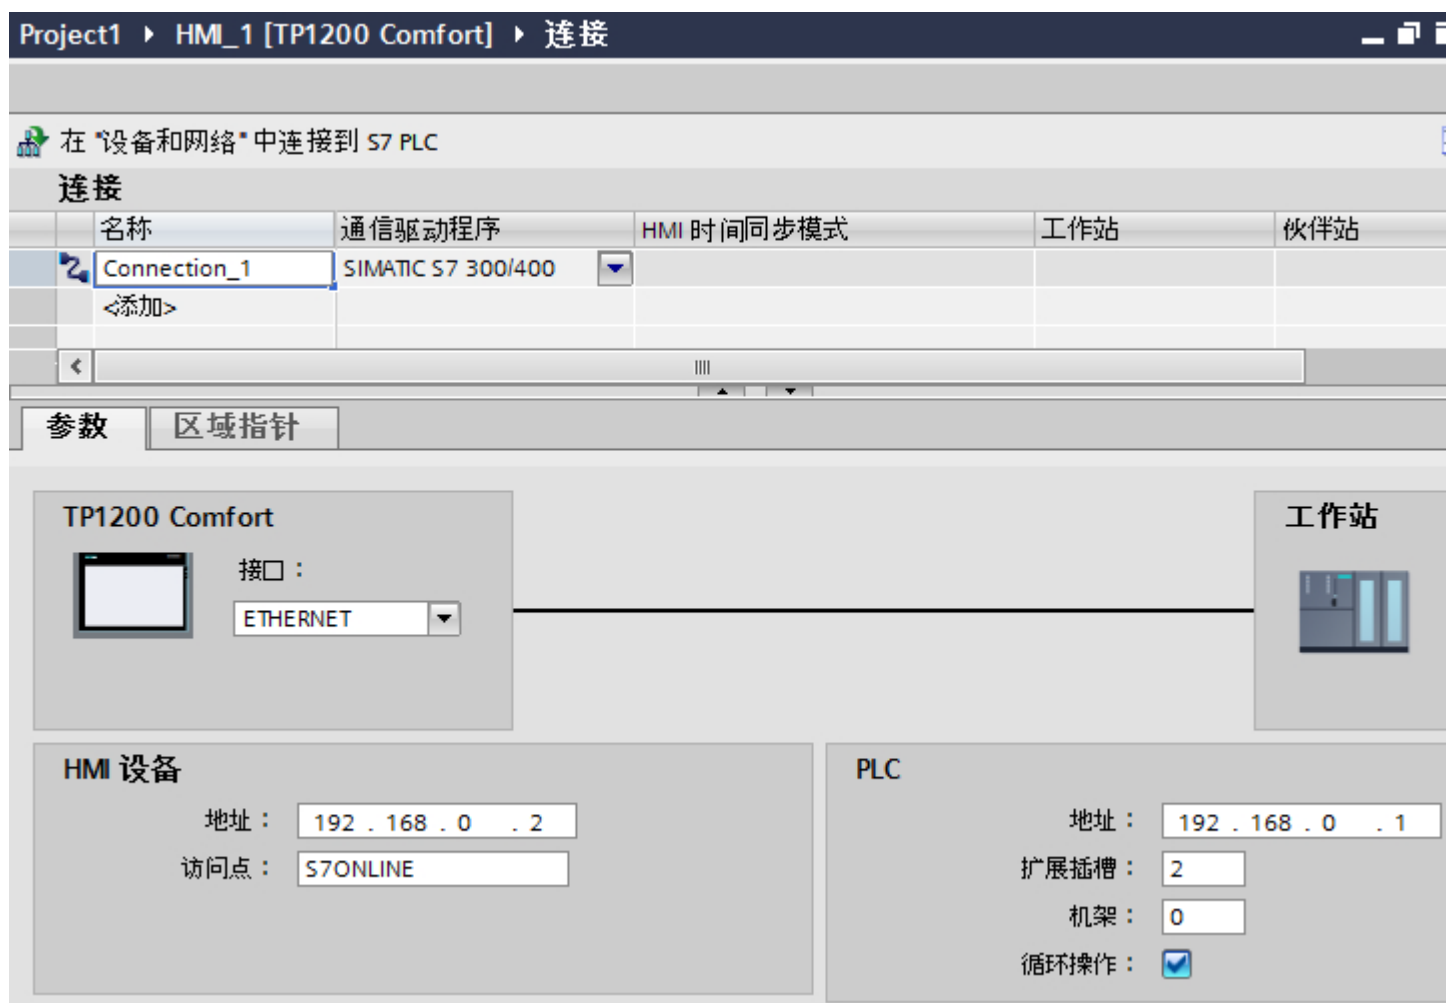 Project1 ▸ HMI_1 [TP1200 Comfort] ▸ 连接
在 "设备和网络" 中连接到 S7 PLC
连接
名称 通信驱动程序 HMI 时间同步模式 工作站 伙伴站
Connection_1 SIMATIC S7 300/400
<添加>
参数 区域指针
TP1200 Comfort
接口：
ETHERNET
工作站
HMI 设备
地址： 192 . 168 . 0 . 2
访问点： S7ONLINE
PLC
地址： 192 . 168 . 0 . 1
扩展插槽： 2
机架： 0
循环操作：